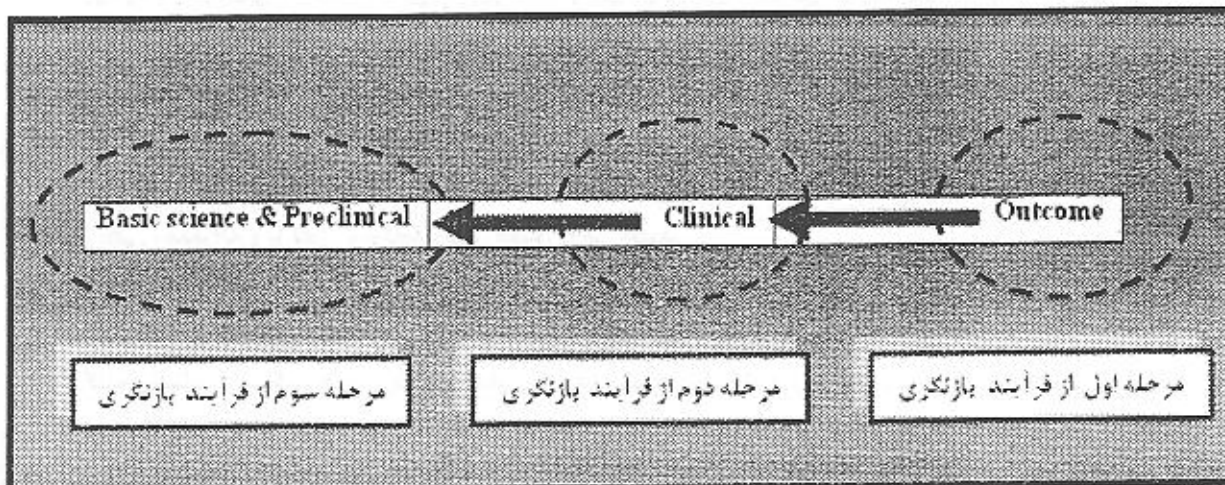 Basic science & Preclinical
Clinical
Outcome
مرحله سوم از فرآیند بازنگری
مرحله دوم از فرآیند بازنگری
مرحله اول از فرآیند بازنگری